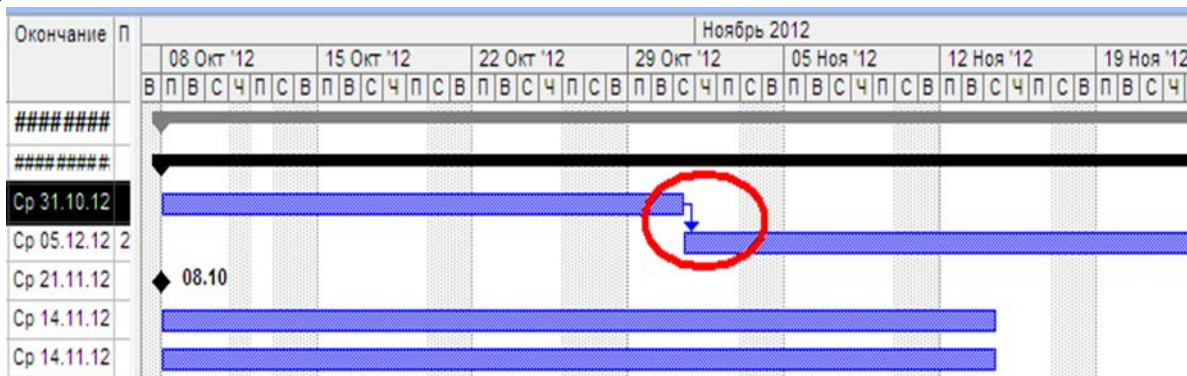 Окончание П
Ноябрь 2012
08 Окт '12 15 Окт '12 22 Окт '12 29 Окт '12 05 Ноя '12 12 Ноя '12 19 Ноя '12
В П В С Ч П С В П В С Ч П С В П В С Ч П С В П В С Ч П С В П В С Ч П С В П В С Ч П С В П В С Ч
########
#########
Ср 31.10.12
Ср 05.12.12 2
Ср 21.11.12 08.10
Ср 14.11.12
Ср 14.11.12